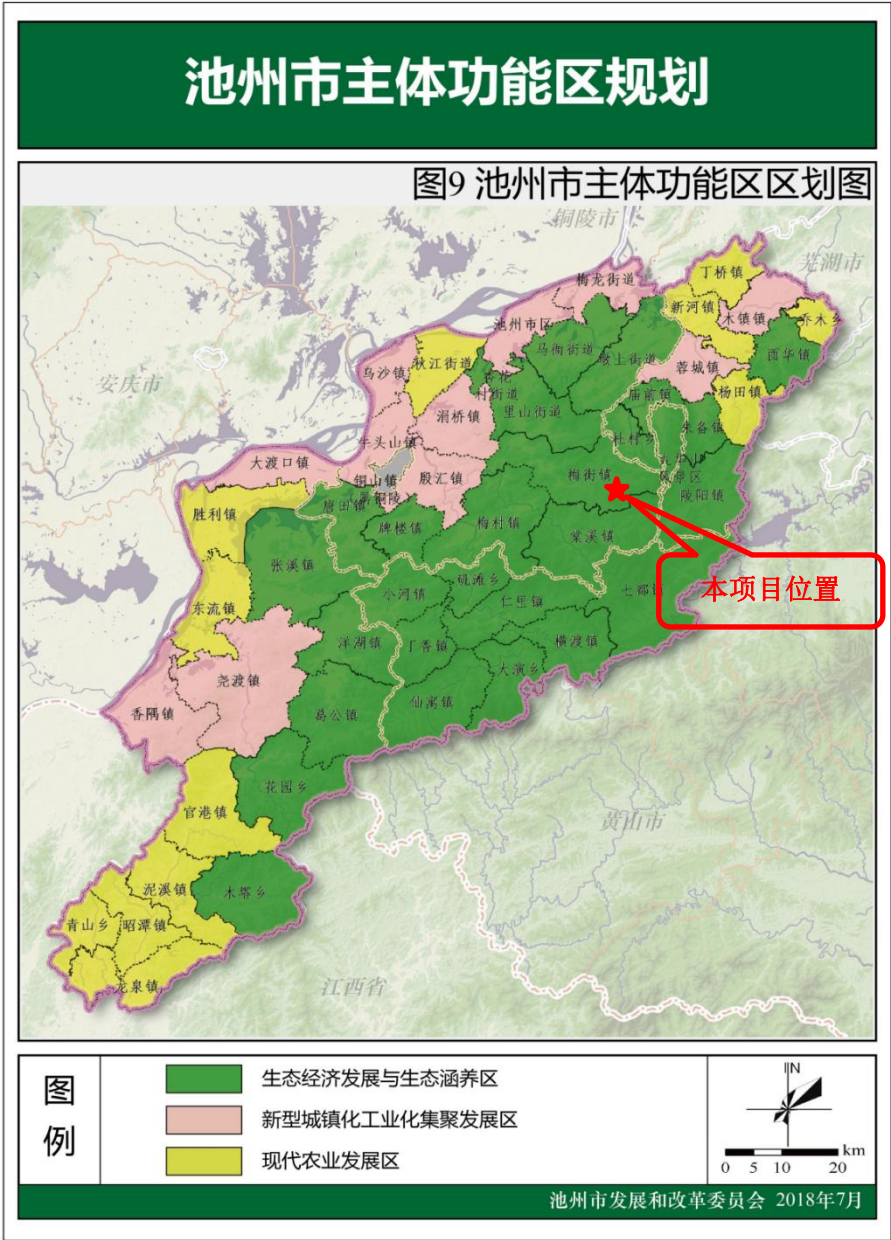 池州市主体功能区规划
图9 池州市主体功能区区划图
铜陵市
芜湖市
丁桥镇
梅龙街道
新河镇
木镇镇
乔木乡
池州市区
马衙街道
酉华镇
秋江街道
墩上街道
蓉城镇
乌沙镇
杏花
村街道
庙前镇
杨田镇
安庆市
里山街道
涓桥镇
朱备镇
杜村乡
牛头山镇
大渡口镇
殷汇镇
梅街镇
铜山镇
陵阳镇
唐田镇
胜利镇
牌楼镇
梅村镇
棠溪镇
张溪镇
矶滩乡
七都镇
本项目位置
小河镇
仁里镇
东流镇
洋湖镇
丁香镇
横渡镇
大演乡
尧渡镇
仙寓镇
香隅镇
葛公镇
花园乡
官港镇
黄山市
泥溪镇
木塔乡
青山乡
昭潭镇
龙泉镇
江西省
图例
生态经济发展与生态涵养区
新型城镇化工业化集聚发展区
现代农业发展区
N
km
0 5 10 20
池州市发展和改革委员会 2018年7月